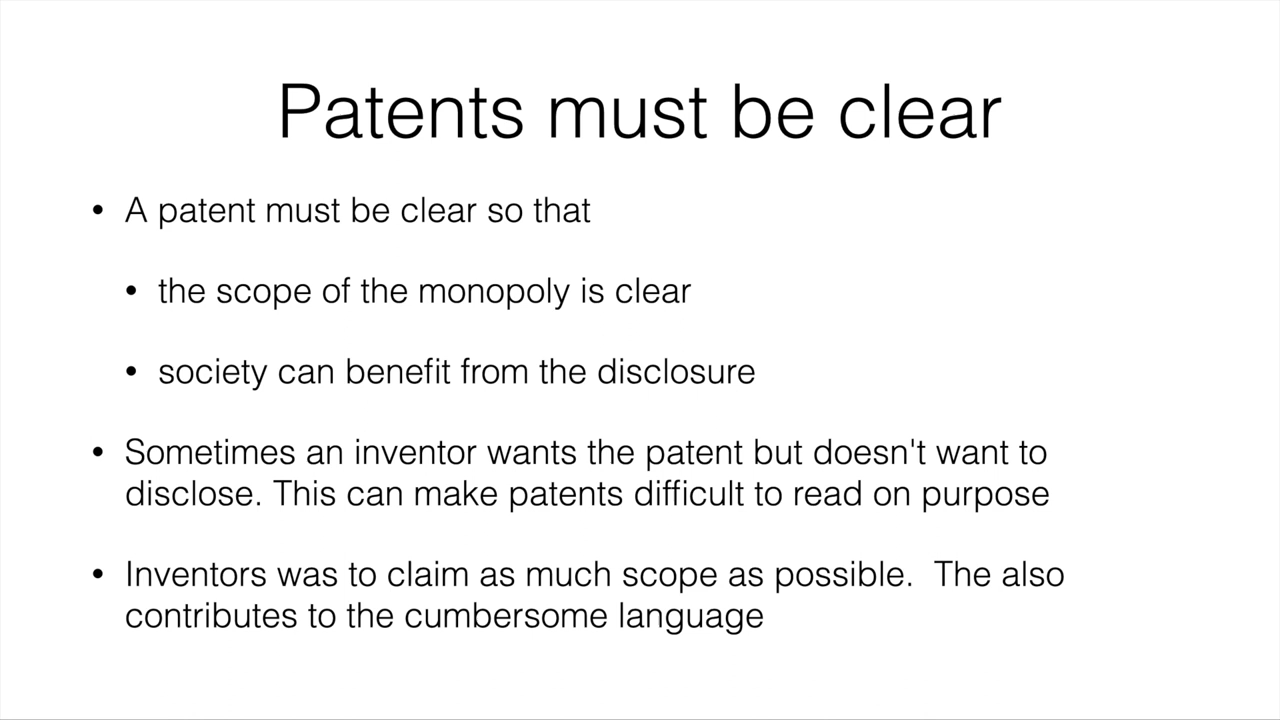 Patents must be clear
• A patent must be clear so that
• the scope of the monopoly is clear
• society can benefit from the disclosure
• Sometimes an inventor wants the patent but doesn't want to
disclose. This can make patents difficult to read on purpose
• Inventors was to claim as much scope as possible.  The also
contributes to the cumbersome language